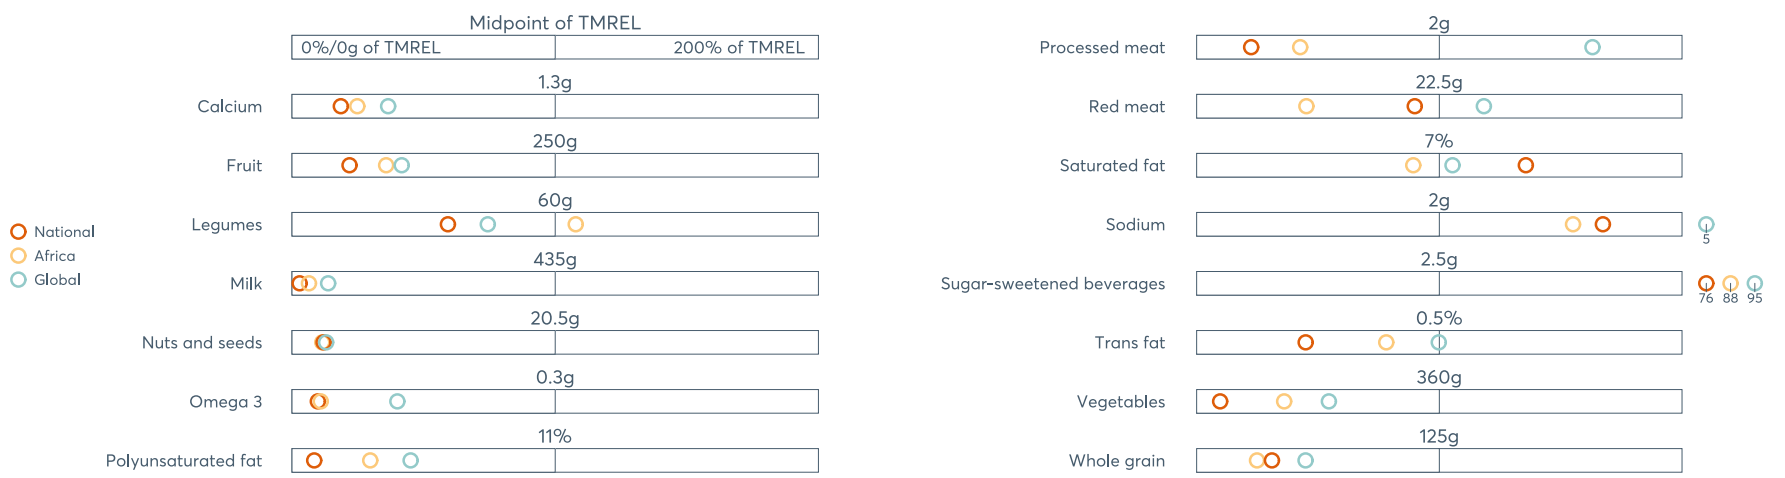 Midpoint of TMREL
0%/0g of TMREL 200% of TMREL
1.3g
Calcium
250g
Fruit
60g
Legumes
435g
Milk
20.5g
Nuts and seeds
0.3g
Omega 3
11%
Polyunsaturated fat
National
Africa
Global
2g
Processed meat
22.5g
Red meat
7%
Saturated fat
2g
Sodium
5
2.5g
Sugar-sweetened beverages
76 88 95
0.5%
Trans fat
360g
Vegetables
125g
Whole grain